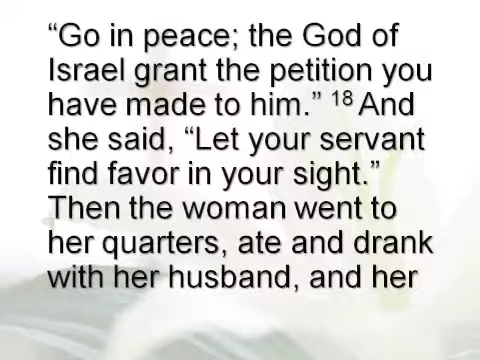 “Go in peace; the God of
Israel grant the petition you
have made to him.” 18 And
she said, “Let your servant
find favor in your sight.”
Then the woman went to
her quarters, ate and drank
with her husband, and her